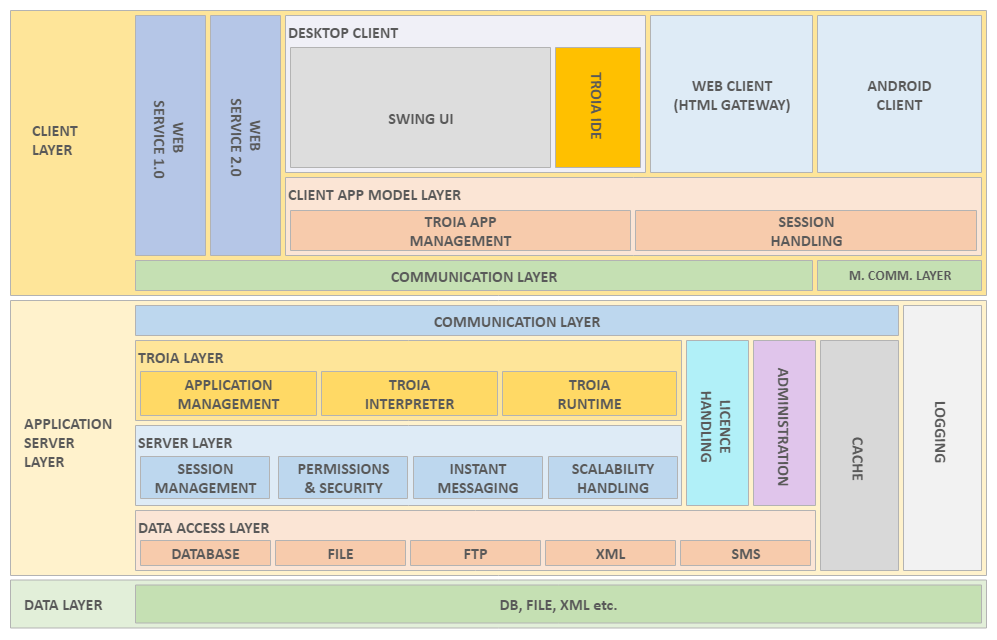 CLIENT
LAYER
WEB
SERVICE 1.0
WEB
SERVICE 2.0
DESKTOP CLIENT
SWING UI
TROIA IDE
WEB CLIENT
(HTML GATEWAY)
ANDROID
CLIENT
CLIENT APP MODEL LAYER
TROIA APP
MANAGEMENT
SESSION
HANDLING
COMMUNICATION LAYER
M. COMM. LAYER
APPLICATION
SERVER
LAYER
COMMUNICATION LAYER
TROIA LAYER
APPLICATION
MANAGEMENT
TROIA
INTERPRETER
TROIA
RUNTIME
SERVER LAYER
SESSION
MANAGEMENT
PERMISSIONS
& SECURITY
INSTANT
MESSAGING
SCALABILITY
HANDLING
DATA ACCESS LAYER
DATABASE
FILE
FTP
XML
SMS
LICENCE
HANDLING
ADMINISTRATION
CACHE
LOGGING
DATA LAYER
DB, FILE, XML etc.